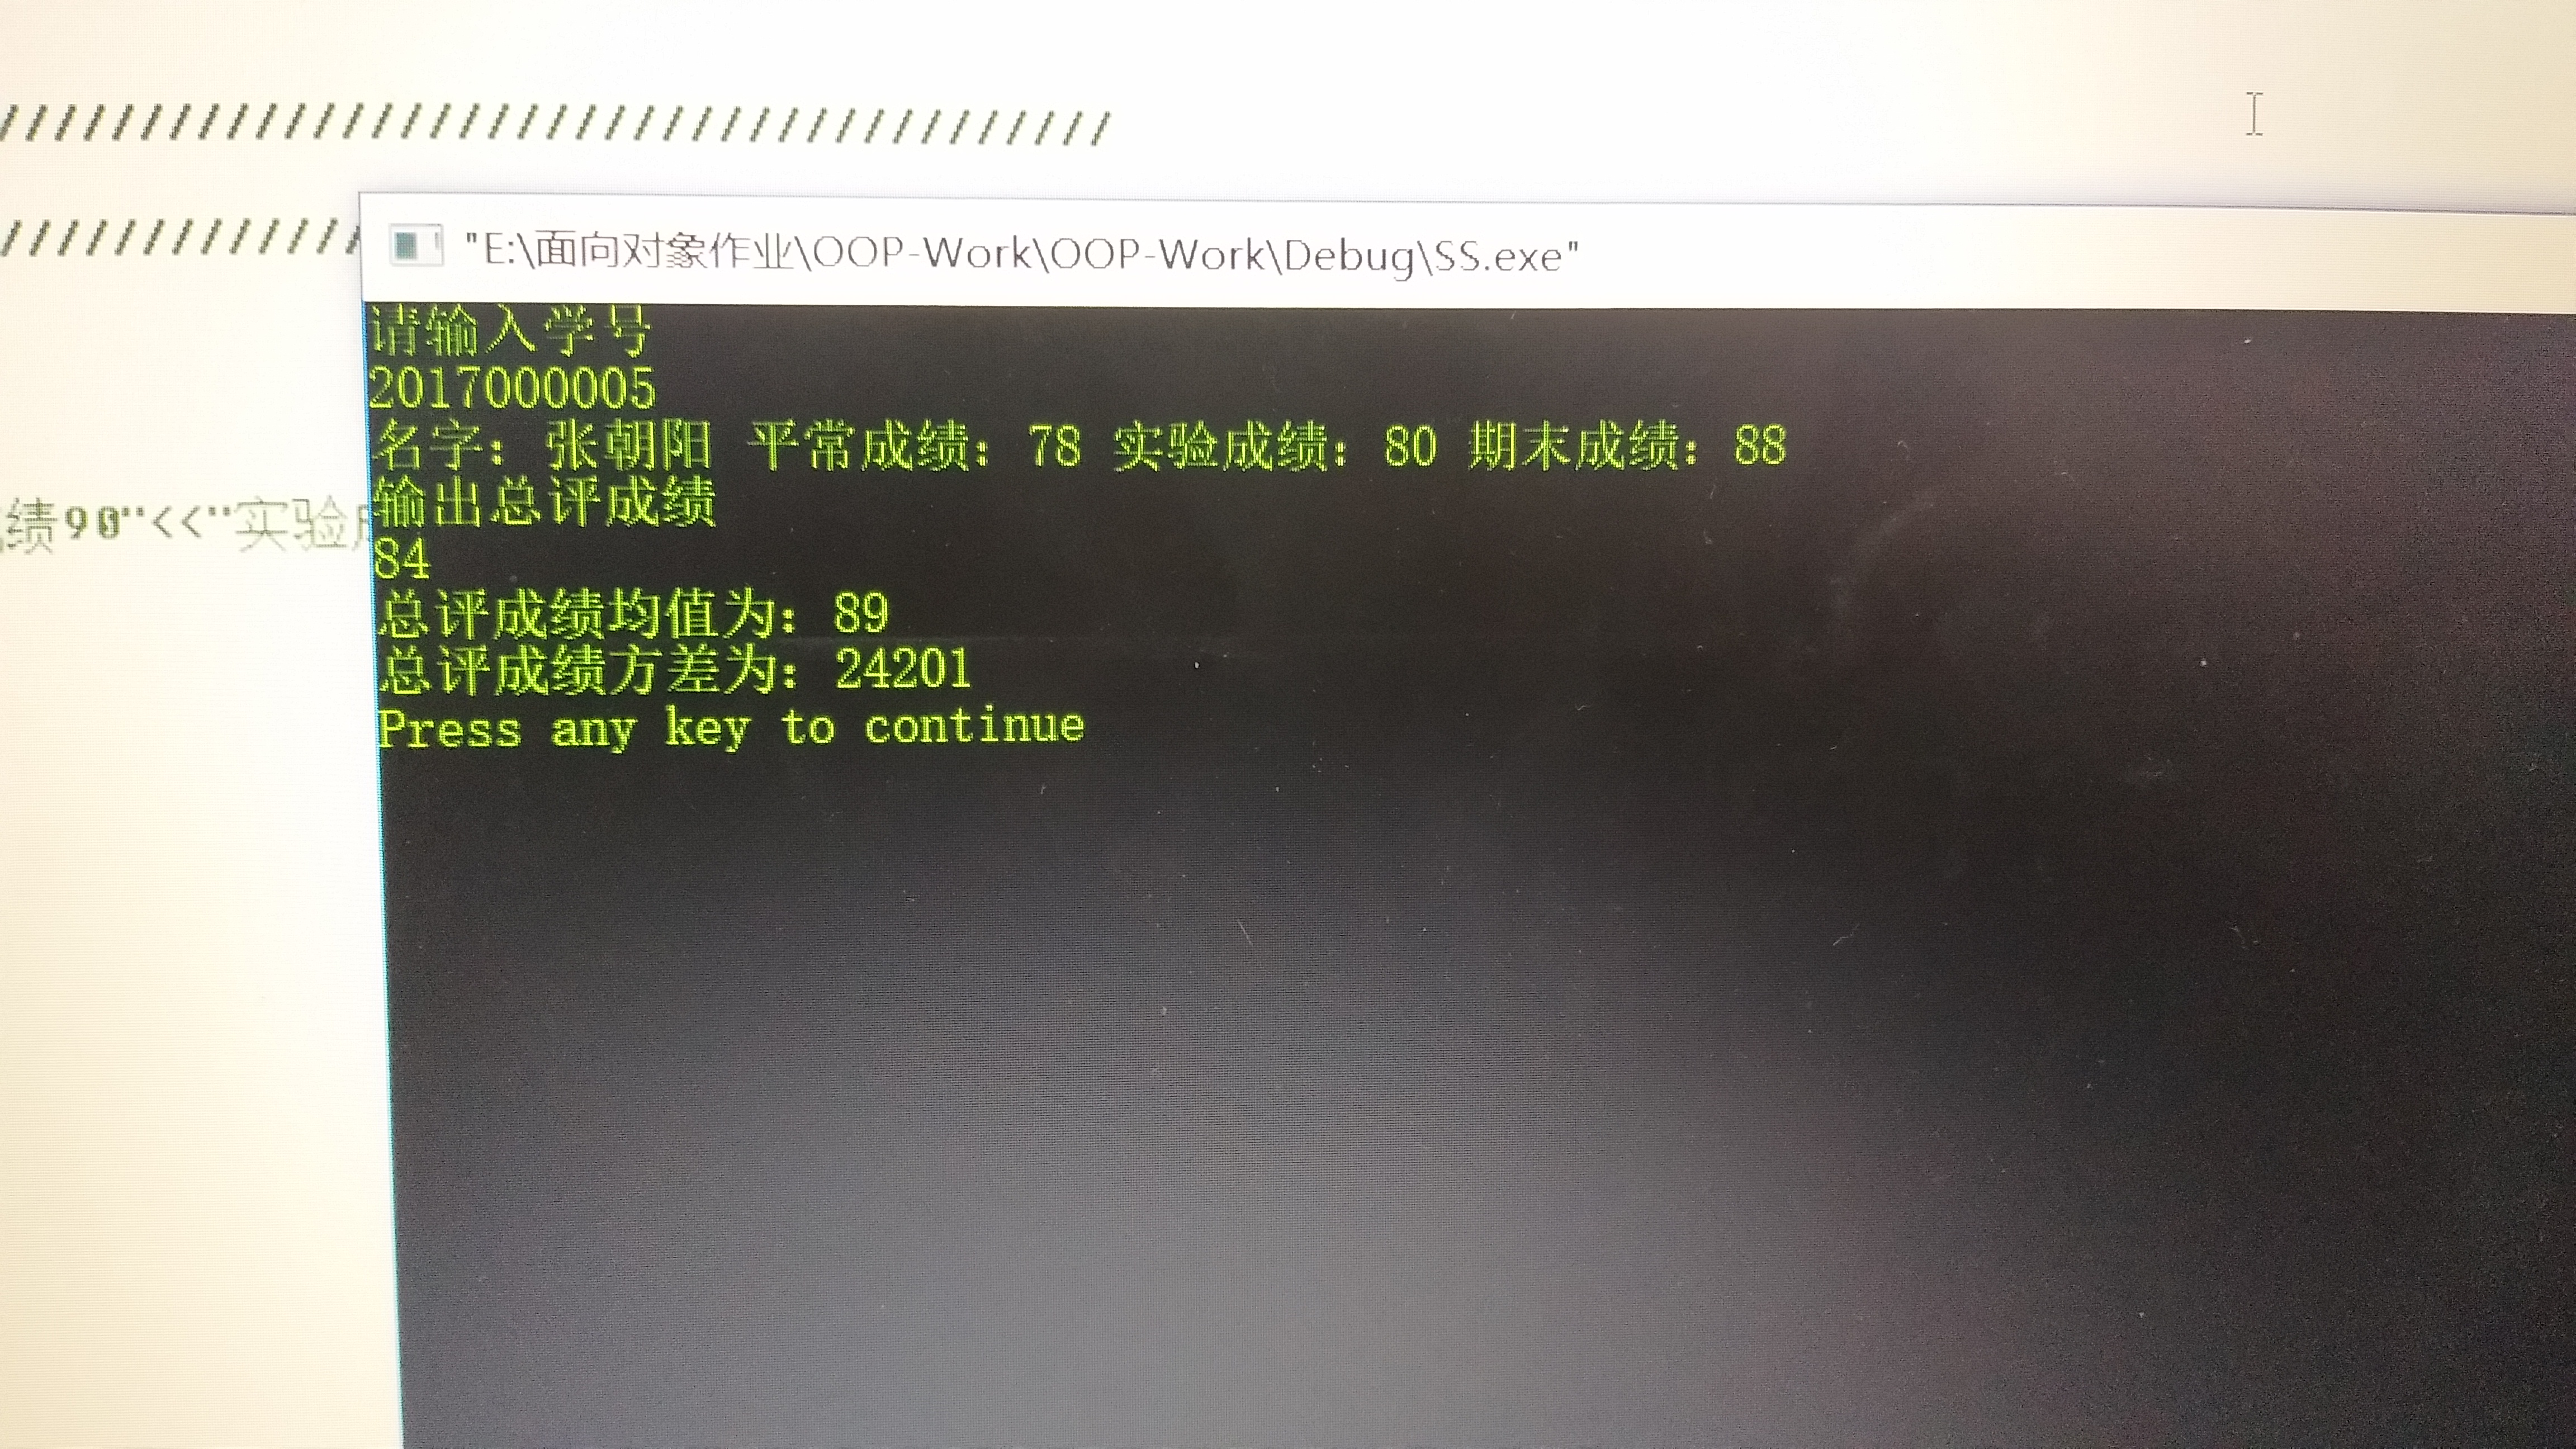 ////////////////////////////////////////
/////////////
"E:\面向对象作业\OOP-Work\OOP-Work\Debug\SS.exe"
请输入学号
2017000005
名字：张朝阳 平常成绩：78 实验成绩：80 期末成绩：88
输出总评成绩
绩90"<<"实验
84
总评成绩均值为：89
总评成绩方差为：24201
Press any key to continue